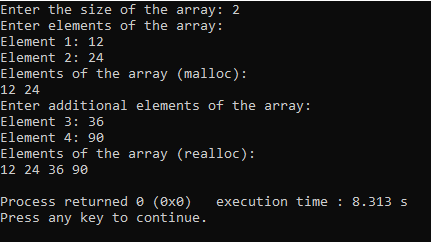 Enter the size of the array: 2
Enter elements of the array:
Element 1: 12
Element 2: 24
Elements of the array (malloc):
12 24
Enter additional elements of the array:
Element 3: 36
Element 4: 90
Elements of the array (realloc):
12 24 36 90
Process returned 0 (0x0)   execution time : 8.313 s
Press any key to continue.